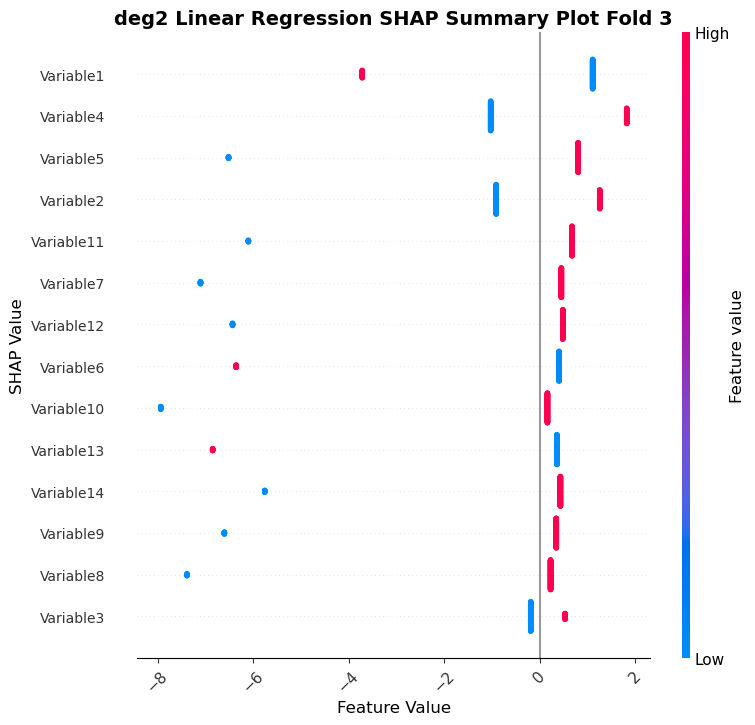 deg2 Linear Regression SHAP Summary Plot Fold 3
High
Variable1
Variable4
Variable5
Variable2
Variable11
Variable7
Variable12
Variable6
Variable10
Variable13
Variable14
Variable9
Variable8
Variable3
SHAP Value
Feature value
Low
−8
−6
−4
−2
0
2
Feature Value